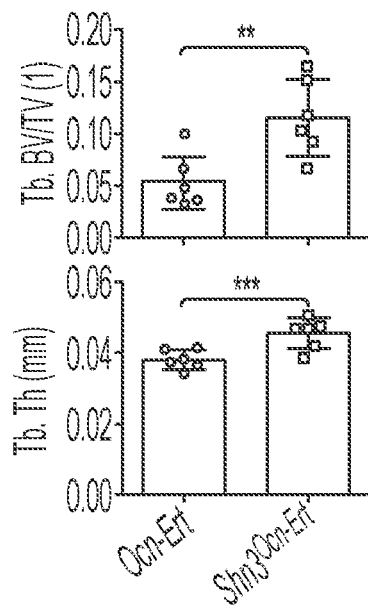 Tb. BV/TV (1)
0.20
0.15
0.10
0.05
0.00
**
Tb. Th (mm)
0.06
0.04
0.02
0.00
***
Ocn-Ert
Shn3Ocn-Ert